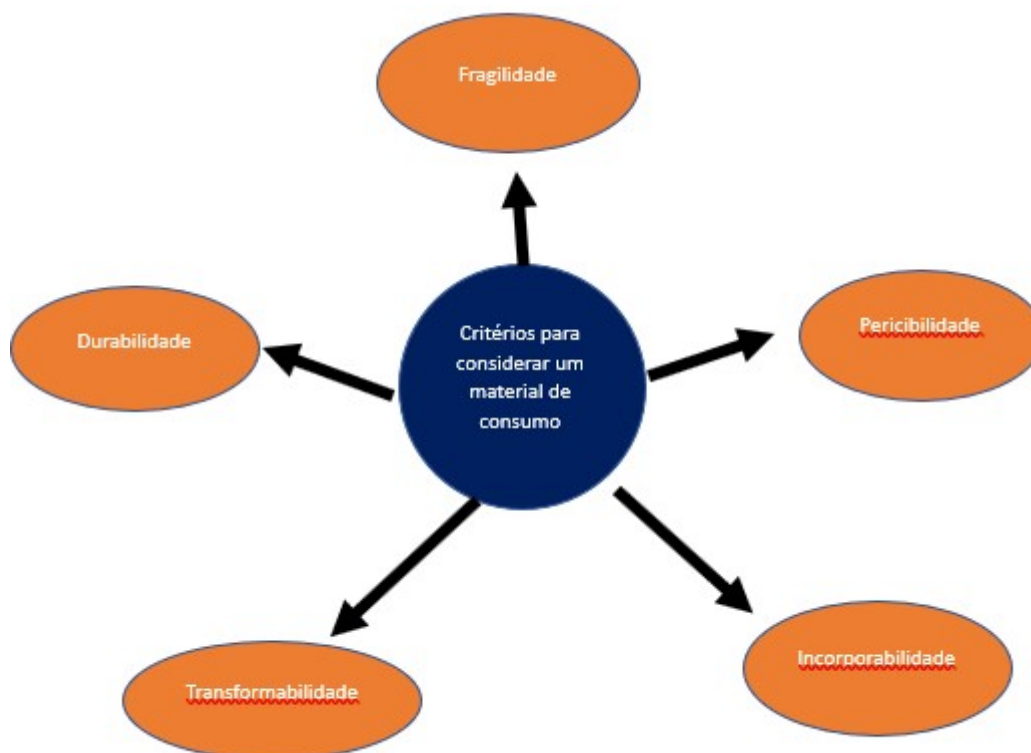 Fragilidade
Durabilidade
Critérios para
considerar um
material de
consumo
Pericibilidade
Transformabilidade
Incorporabilidade